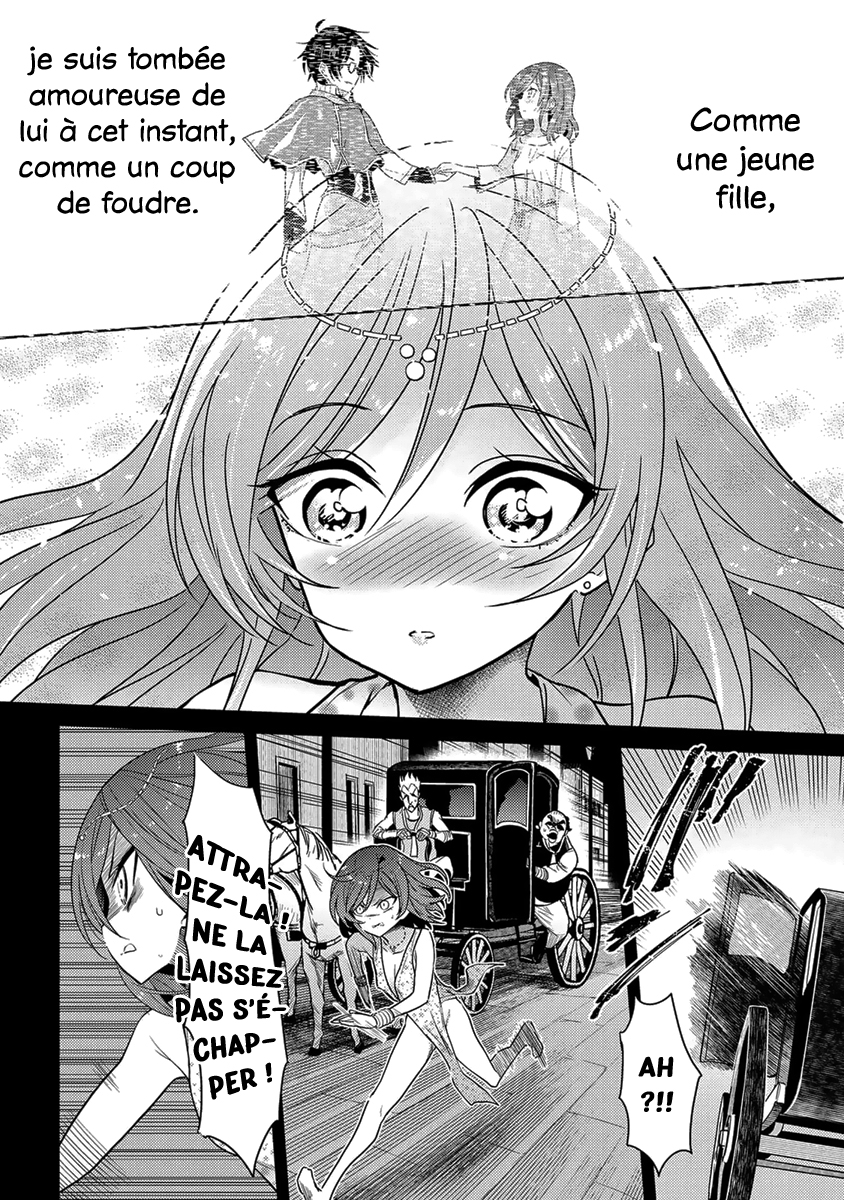 Comme
une jeune
fille,
je suis tombée
amoureuse de
lui à cet instant,
comme un coup
de foudre.
AH
?!!
ATTRA-
PEZ-LA !
NE LA
LAISSEZ
PAS S'É-
CHAP-
PER !